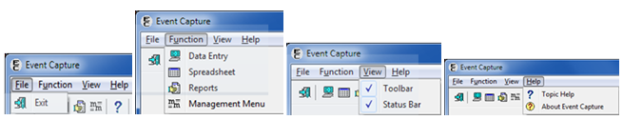 Event Capture
File Function View Help
Exit
Event Capture
File Function View Help
Data Entry
Spreadsheet
Reports
Management Menu
Event Capture
File Function View Help
Toolbar
Status Bar
Event Capture
File Function View Help
Topic Help
About Event Capture